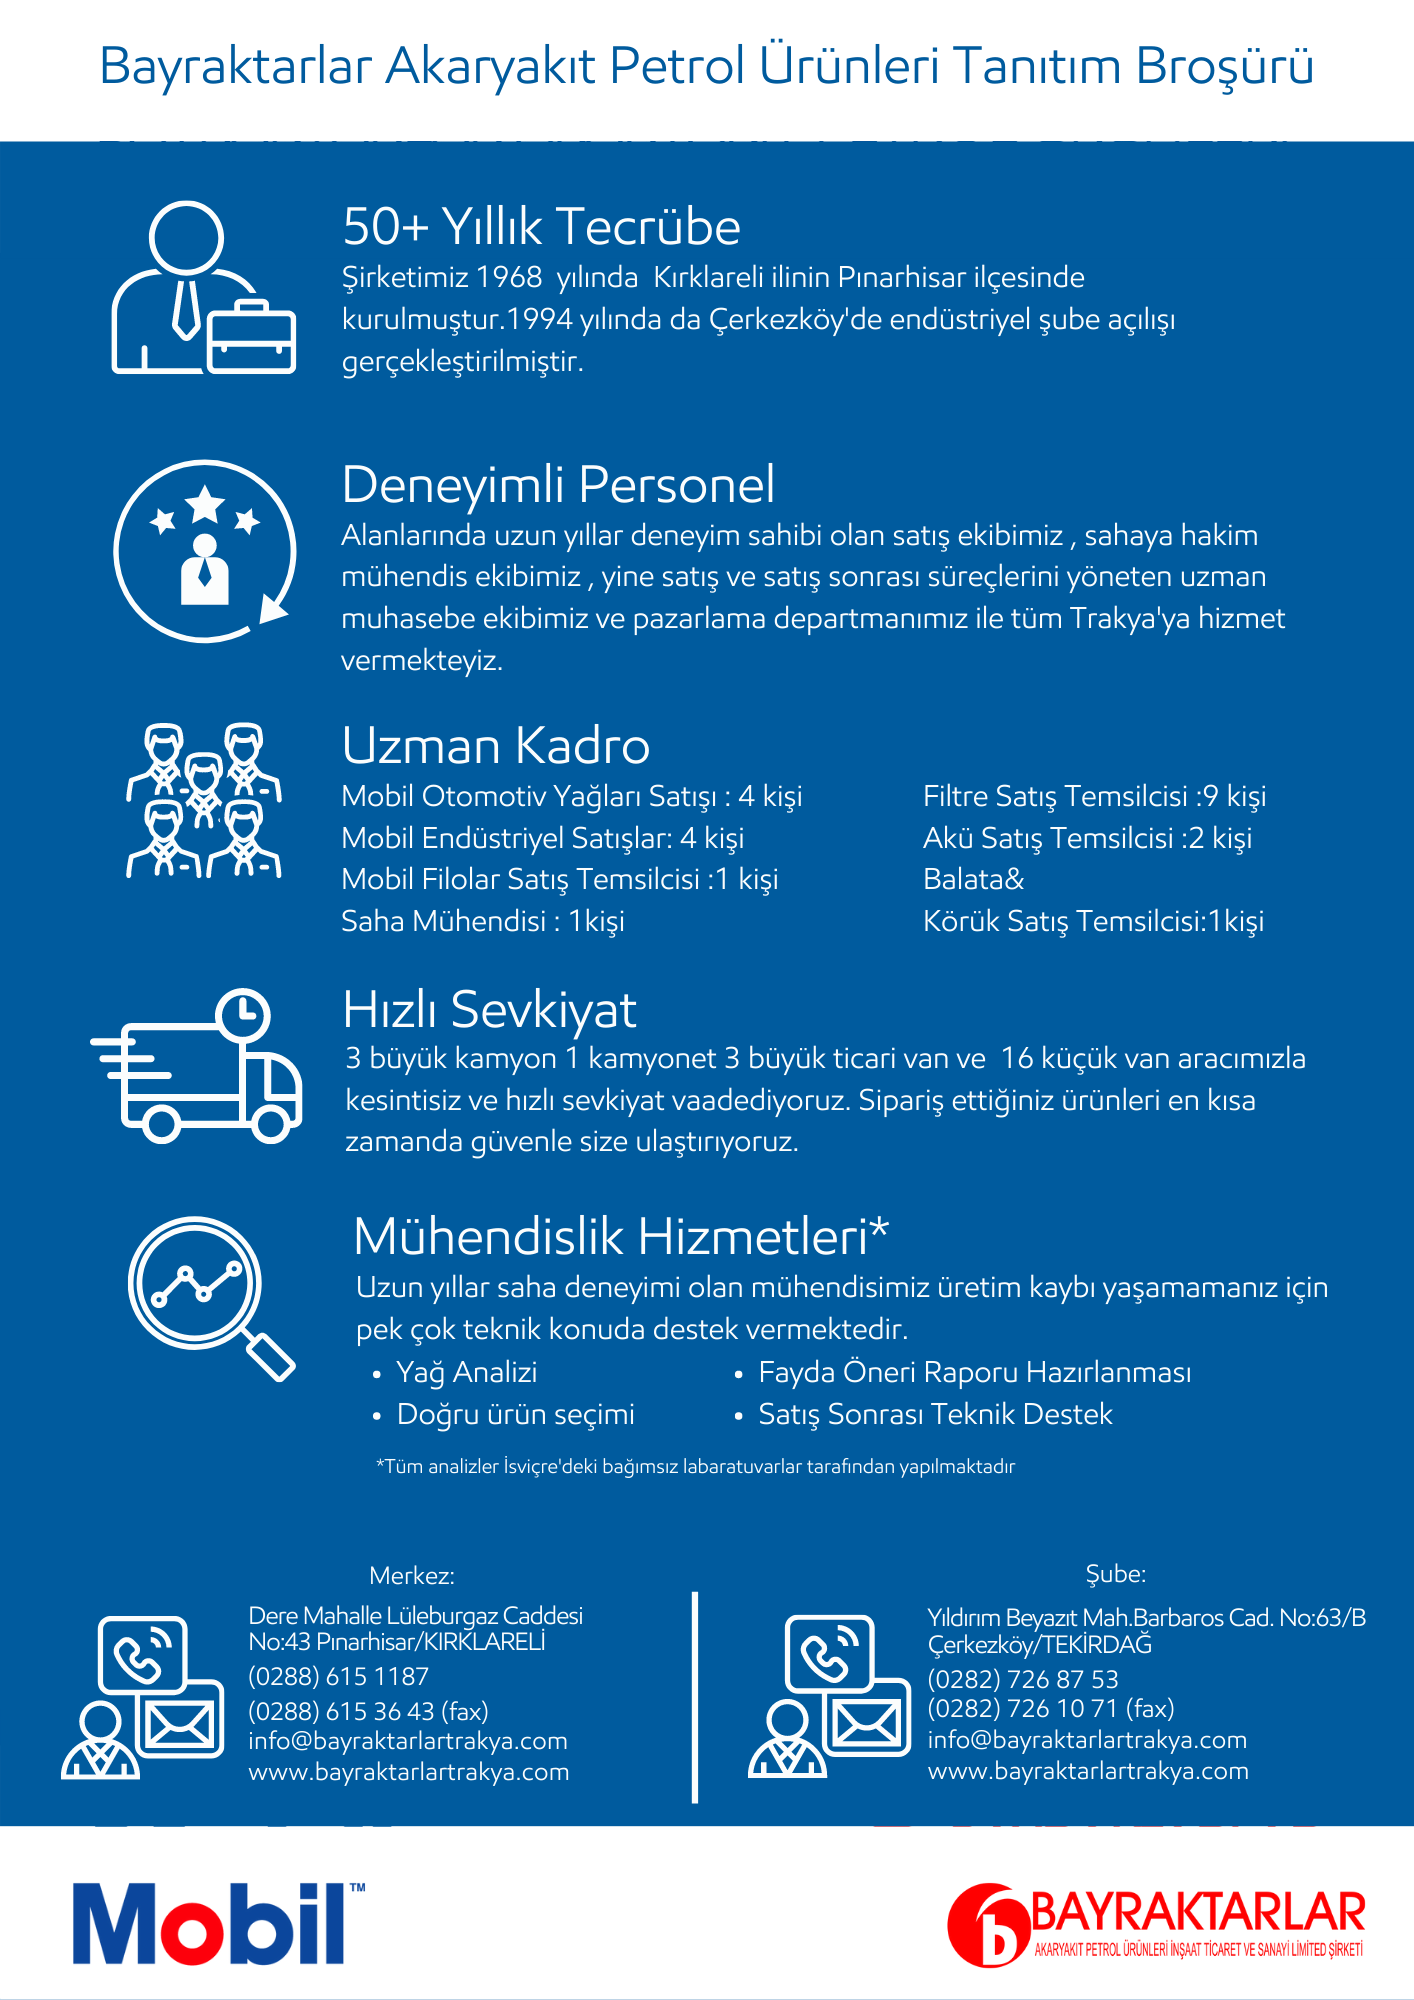 Bayraktarlar Akaryakıt Petrol Ürünleri Tanıtım Broşürü
50+ Yıllık Tecrübe
Şirketimiz 1968 yılında Kırklareli ilinin Pınarhisar ilçesinde
kurulmuştur.1994 yılında da Çerkezköy'de endüstriyel şube açılışı
gerçekleştirilmiştir.
Deneyimli Personel
Alanlarında uzun yıllar deneyim sahibi olan satış ekibimiz , sahaya hakim
mühendis ekibimiz , yine satış ve satış sonrası süreçlerini yöneten uzman
muhasebe ekibimiz ve pazarlama departmanımız ile tüm Trakya'ya hizmet
vermekteyiz.
Uzman Kadro
Mobil Otomotiv Yağları Satışı : 4 kişi
Mobil Endüstriyel Satışlar: 4 kişi
Mobil Filolar Satış Temsilcisi :1 kişi
Saha Mühendisi : 1kişi
Filtre Satış Temsilcisi :9 kişi
Akü Satış Temsilcisi :2 kişi
Balata&
Körük Satış Temsilcisi:1kişi
Hızlı Sevkiyat
3 büyük kamyon 1 kamyonet 3 büyük ticari van ve 16 küçük van aracımızla
kesintisiz ve hızlı sevkiyat vaadediyoruz. Sipariş ettiğiniz ürünleri en kısa
zamanda güvenle size ulaştırıyoruz.
Mühendislik Hizmetleri*
Uzun yıllar saha deneyimi olan mühendisimiz üretim kaybı yaşamamanız için
pek çok teknik konuda destek vermektedir.
• Yağ Analizi
• Doğru ürün seçimi
• Fayda Öneri Raporu Hazırlanması
• Satış Sonrası Teknik Destek
*Tüm analizler İsviçre'deki bağımsız labaratuvarlar tarafından yapılmaktadır
Merkez:
Dere Mahalle Lüleburgaz Caddesi
No:43 Pınarhisar/KIRKLARELİ
(0288) 615 1187
(0288) 615 36 43 (fax)
info@bayraktarlartrakya.com
www.bayraktarlartrakya.com
Şube:
Yıldırım Beyazıt Mah.Barbaros Cad. No:63/B
Çerkezköy/TEKİRDAĞ
(0282) 726 87 53
(0282) 726 10 71 (fax)
info@bayraktarlartrakya.com
www.bayraktarlartrakya.com
Mobil™
b BAYRAKTARLAR
AKARYAKIT PETROL ÜRÜNLERİ İNŞAAT TİCARET VE SANAYİ LİMİTED ŞİRKETİ